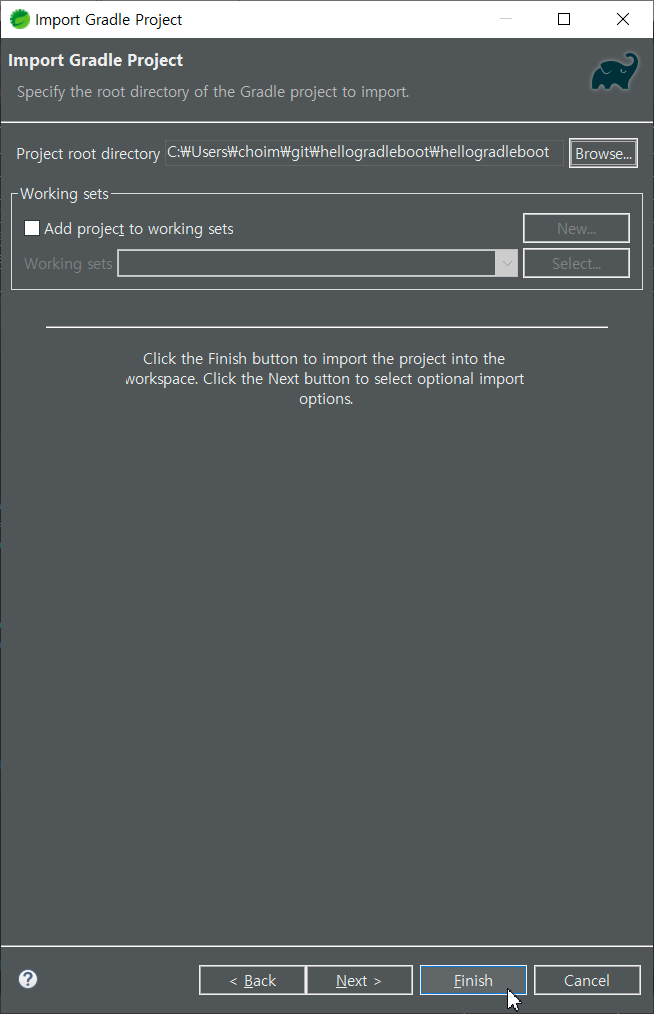 Import Gradle Project
Import Gradle Project
Specify the root directory of the Gradle project to import.
Project root directory C:₩Users₩choim₩git₩hellogradleboot₩hellogradleboot Browse...
Working sets
Add project to working sets New...
Working sets Select...
Click the Finish button to import the project into the
workspace. Click the Next button to select optional import
options.
? < Back Next > Finish Cancel